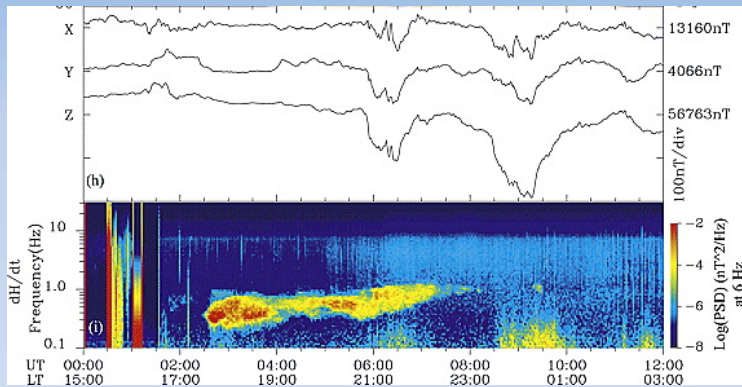 X 13160nT
Y 4066nT
Z 56763nT
100nT/div
(h)
dH/dt
Frequency(Hz)
10
1.0
0.1
(i)
-2
-4
-6
-8
Log(PSD) (nT^2/Hz)
at 6 Hz
UT 00:00 02:00 04:00 06:00 08:00 10:00 12:00
LT 15:00 17:00 19:00 21:00 23:00 01:00 03:00